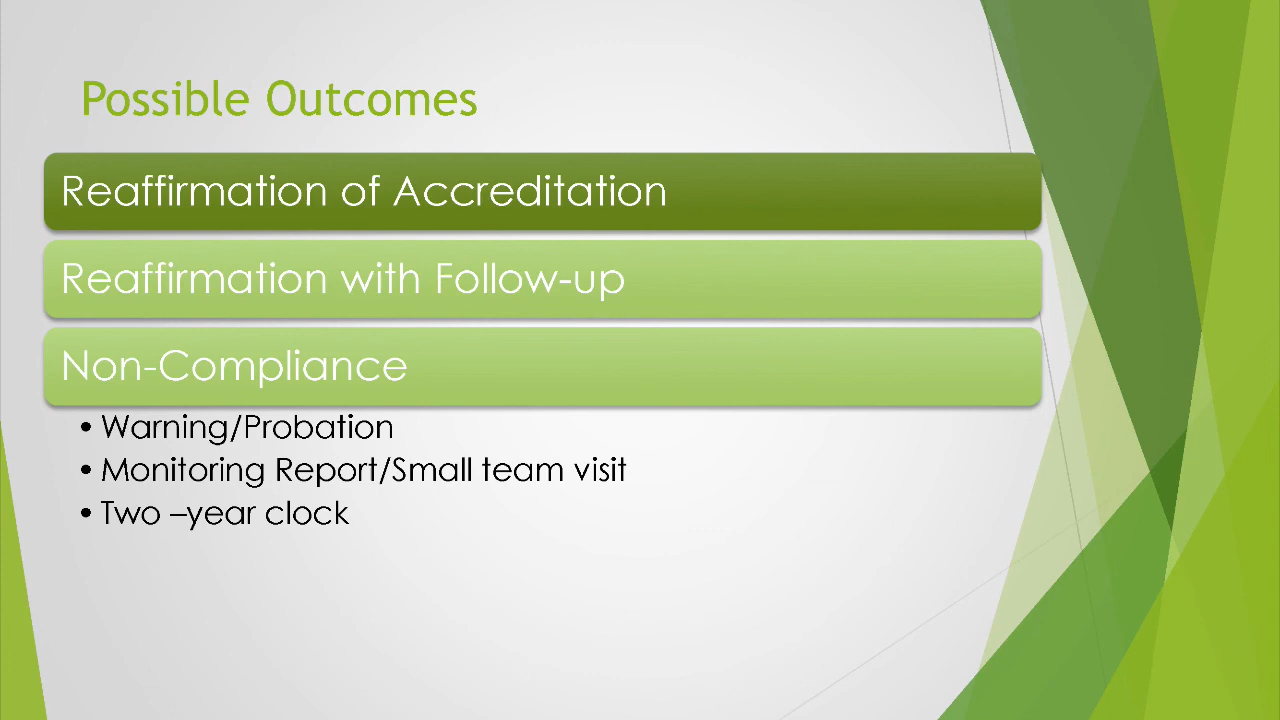 Possible Outcomes
Reaffirmation of Accreditation
Reaffirmation with Follow-up
Non-Compliance
• Warning/Probation
• Monitoring Report/Small team visit
• Two –year clock